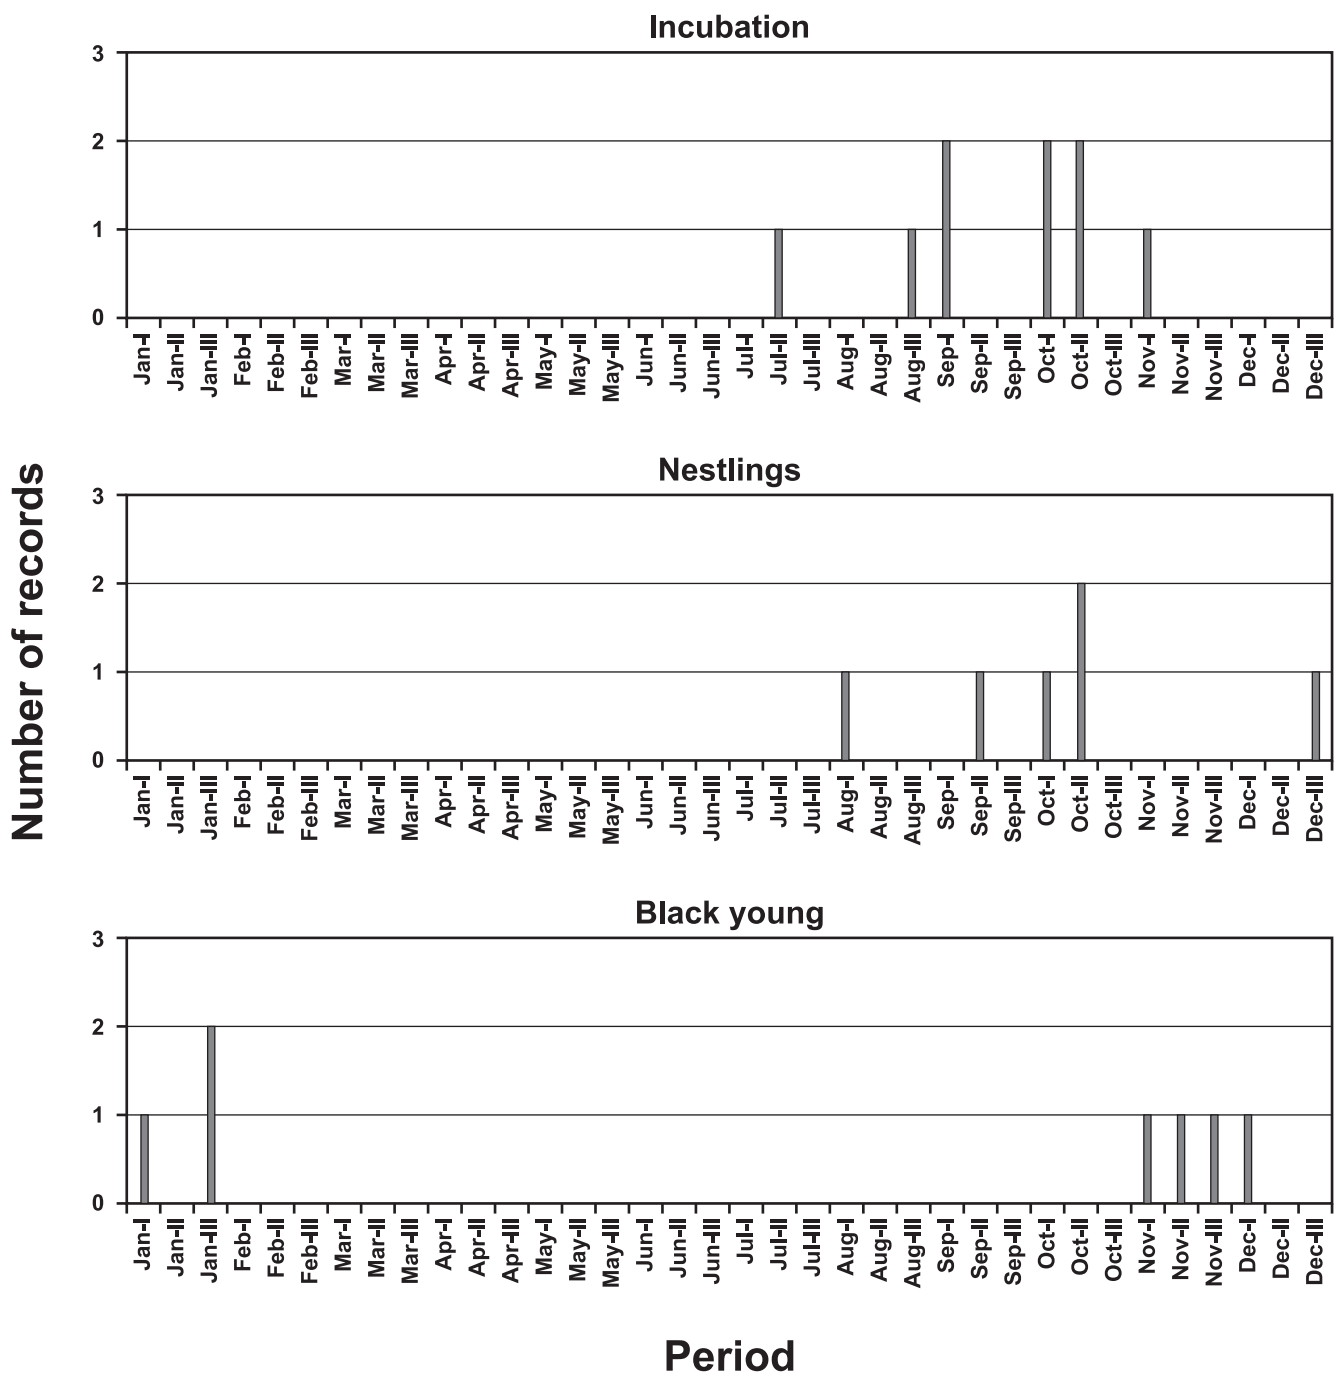 Incubation
3
2
1
0
Jan-I Jan-II Jan-III Feb-I Feb-II Feb-III Mar-I Mar-II Mar-III Apr-I Apr-II Apr-III May-I May-II May-III Jun-I Jun-II Jun-III Jul-I Jul-II Jul-III Aug-I Aug-II Aug-III Sep-I Sep-II Sep-III Oct-I Oct-II Oct-III Nov-I Nov-II Nov-III Dec-I Dec-II Dec-III
Number of records
Nestlings
3
2
1
0
Jan-I Jan-II Jan-III Feb-I Feb-II Feb-III Mar-I Mar-II Mar-III Apr-I Apr-II Apr-III May-I May-II May-III Jun-I Jun-II Jun-III Jul-I Jul-II Jul-III Aug-I Aug-II Aug-III Sep-I Sep-II Sep-III Oct-I Oct-II Oct-III Nov-I Nov-II Nov-III Dec-I Dec-II Dec-III
Black young
3
2
1
0
Jan-I Jan-II Jan-III Feb-I Feb-II Feb-III Mar-I Mar-II Mar-III Apr-I Apr-II Apr-III May-I May-II May-III Jun-I Jun-II Jun-III Jul-I Jul-II Jul-III Aug-I Aug-II Aug-III Sep-I Sep-II Sep-III Oct-I Oct-II Oct-III Nov-I Nov-II Nov-III Dec-I Dec-II Dec-III
Period